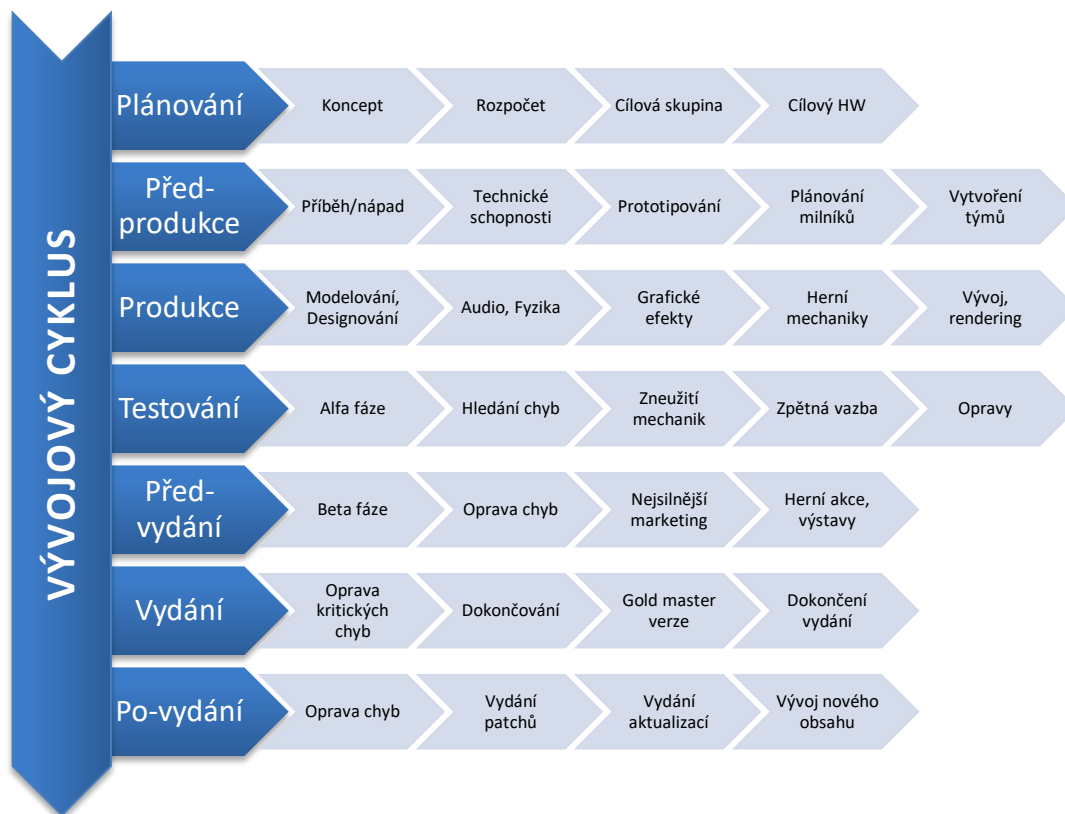 VÝVOJOVÝ CYKLUS
Plánování
Koncept
Rozpočet
Cílová skupina
Cílový HW
Před-
produkce
Příběh/nápad
Technické
schopnosti
Prototipování
Plánování
milníků
Vytvoření
týmů
Produkce
Modelování,
Designování
Audio, Fyzika
Grafické
efekty
Herní
mechaniky
Vývoj,
rendering
Testování
Alfa fáze
Hledání chyb
Zneužití
mechanik
Zpětná vazba
Opravy
Před-
vydání
Beta fáze
Oprava chyb
Nejsilnější
marketing
Herní akce,
výstavy
Vydání
Oprava
kritických
chyb
Dokončování
Gold master
verze
Dokončení
vydání
Po-vydání
Oprava chyb
Vydání
patchů
Vydání
aktualizací
Vývoj nového
obsahu